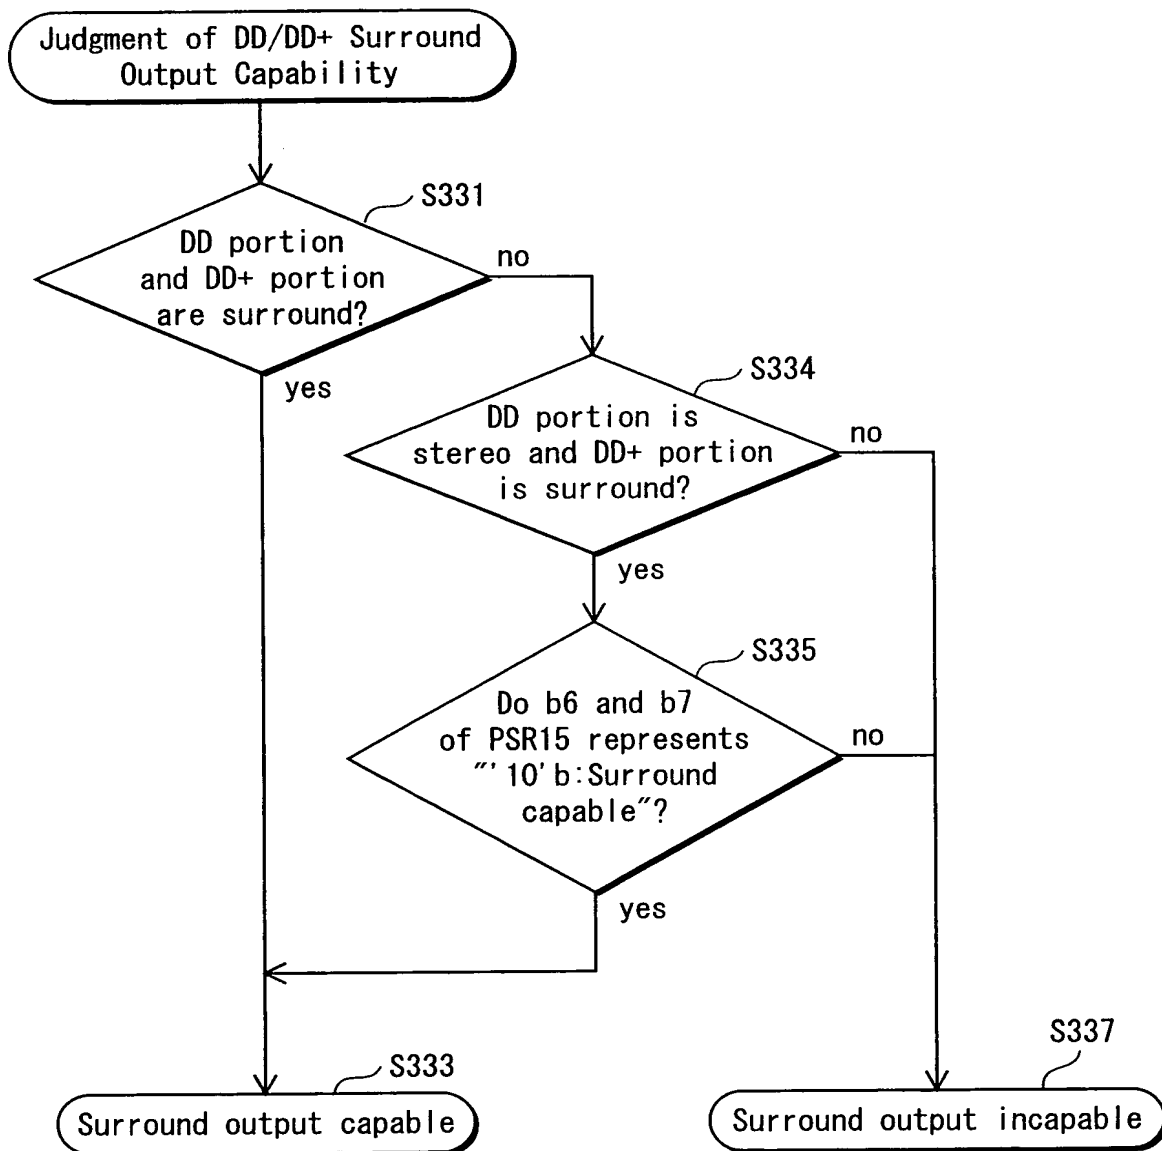 Judgment of DD/DD+ Surround
Output Capability
S331
DD portion
and DD+ portion
are surround?
no
yes
S334
DD portion is
stereo and DD+ portion
is surround?
no
yes
S335
Do b6 and b7
of PSR15 represents
"'10'b:Surround
capable"?
no
yes
S333
Surround output capable
S337
Surround output incapable